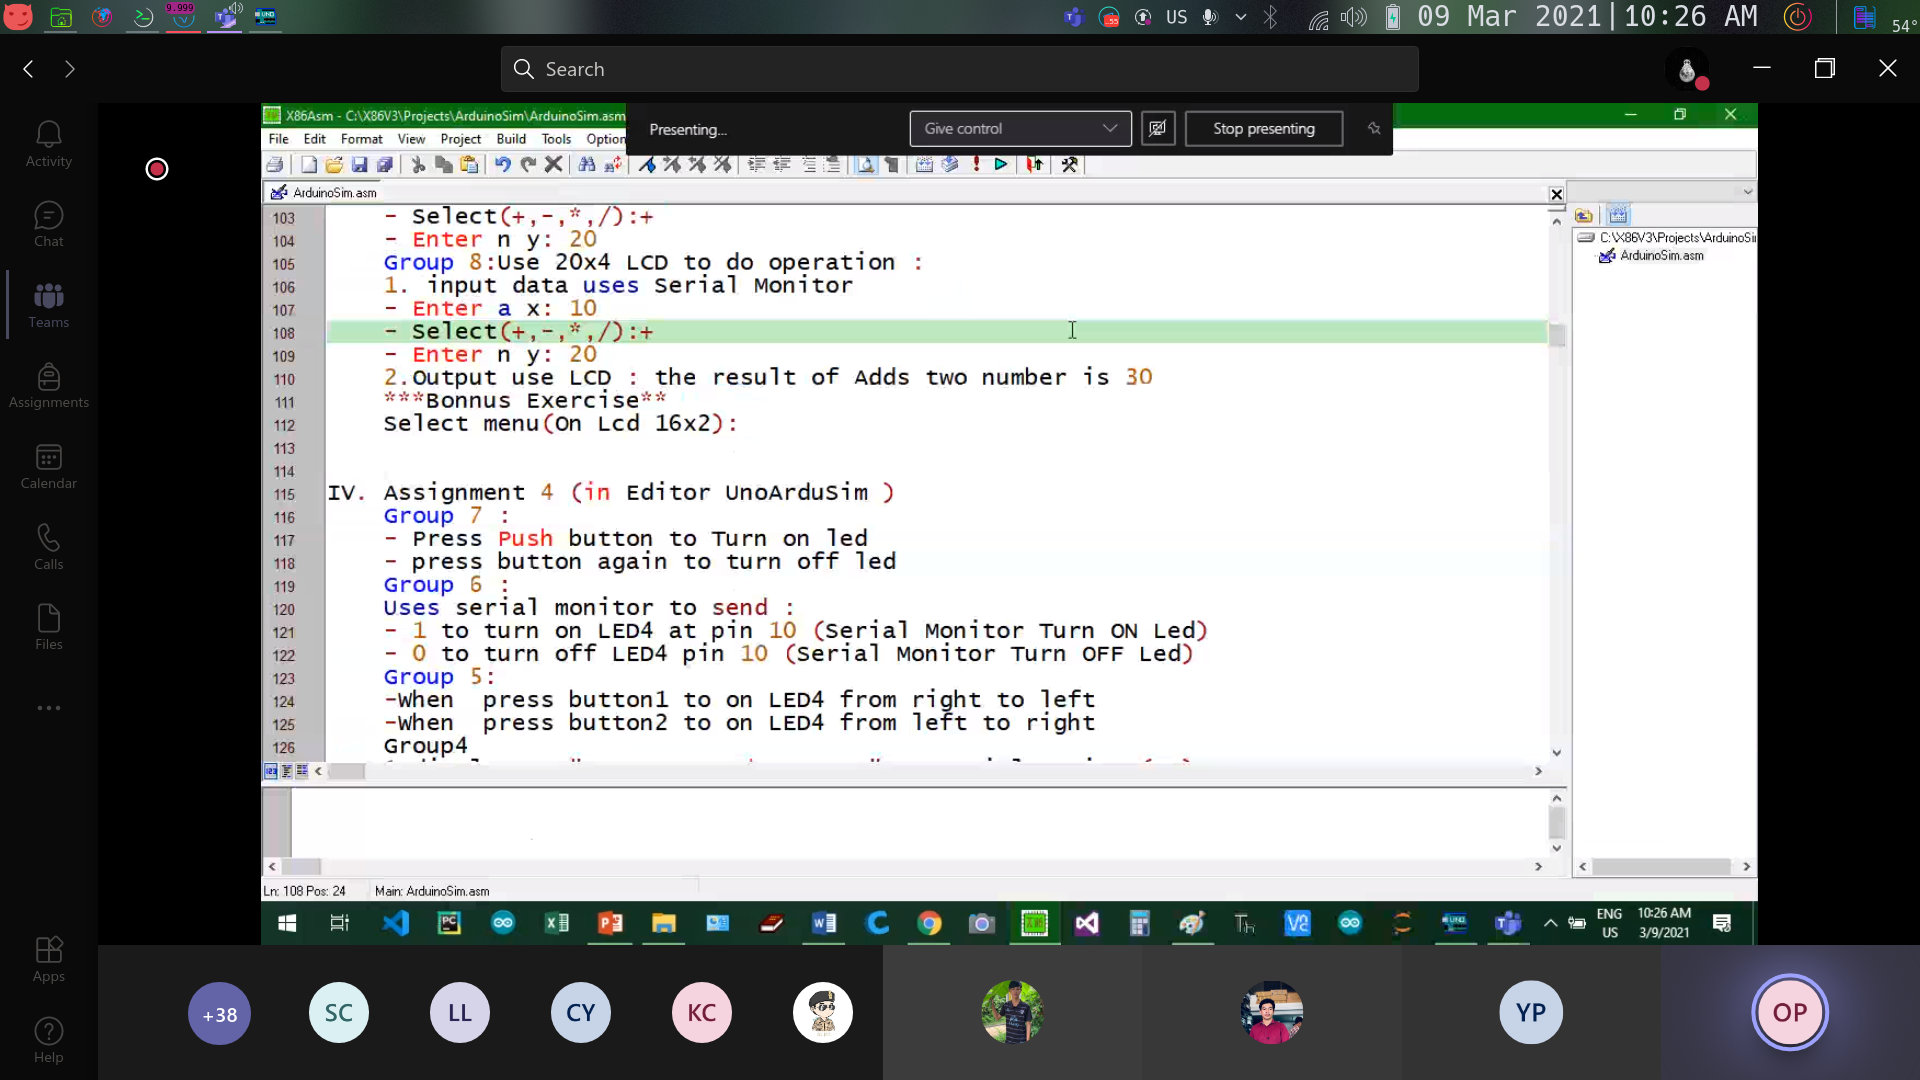 9.999
.55
US
09 Mar 2021|10:26 AM
54°
Search
Activity
Chat
Teams
Assignments
Calendar
Calls
Files
Apps
Help
X86Asm - C:\X86V3\Projects\ArduinoSim\ArduinoSim.asm
Presenting...
Give control
Stop presenting
File Edit Format View Project Build Tools Option
ArduinoSim.asm
103 - Select(+,-,*,/):+
104 - Enter n y: 20
105 Group 8:Use 20x4 LCD to do operation :
106 1. input data uses Serial Monitor
107 - Enter a x: 10
108 - Select(+,-,*,/):+
109 - Enter n y: 20
110 2.Output use LCD : the result of Adds two number is 30
111 ***Bonnus Exercise**
112 Select menu(On Lcd 16x2):
113
114
115 IV. Assignment 4 (in Editor UnoArduSim )
116 Group 7 :
117 - Press Push button to Turn on led
118 - press button again to turn off led
119 Group 6 :
120 Uses serial monitor to send :
121 - 1 to turn on LED4 at pin 10 (Serial Monitor Turn ON Led)
122 - 0 to turn off LED4 pin 10 (Serial Monitor Turn OFF Led)
123 Group 5:
124 -When  press button1 to on LED4 from right to left
125 -When  press button2 to on LED4 from left to right
126 Group4
C:\X86V3\Projects\ArduinoSi
ArduinoSim.asm
Ln: 108 Pos: 24 Main: ArduinoSim.asm
ENG
US
10:26 AM
3/9/2021
+38
SC
LL
CY
KC
YP
OP